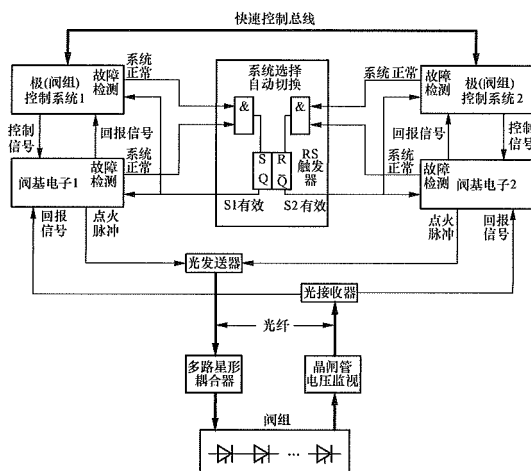 快速控制总线
系统
正常
系统选择
自动切换
系统 正常
极(阀组)
控制系统1
故障
检测
&
&
故障
检测
极(阀组)
控制系统2
控制
信号
回报信号
系统
正常
S
Q
R
Q̄
RS
触发
器
系统
正常
回报信号
控制
信号
阀基电子1
故障
检测
S1有效
S2有效
故障
检测
阀基电子2
回报
信号
点火
脉冲
点火
脉冲
回报
信号
光发送器
光接收器
光纤
多路星形
耦合器
晶闸管
电压监视
阀组
…